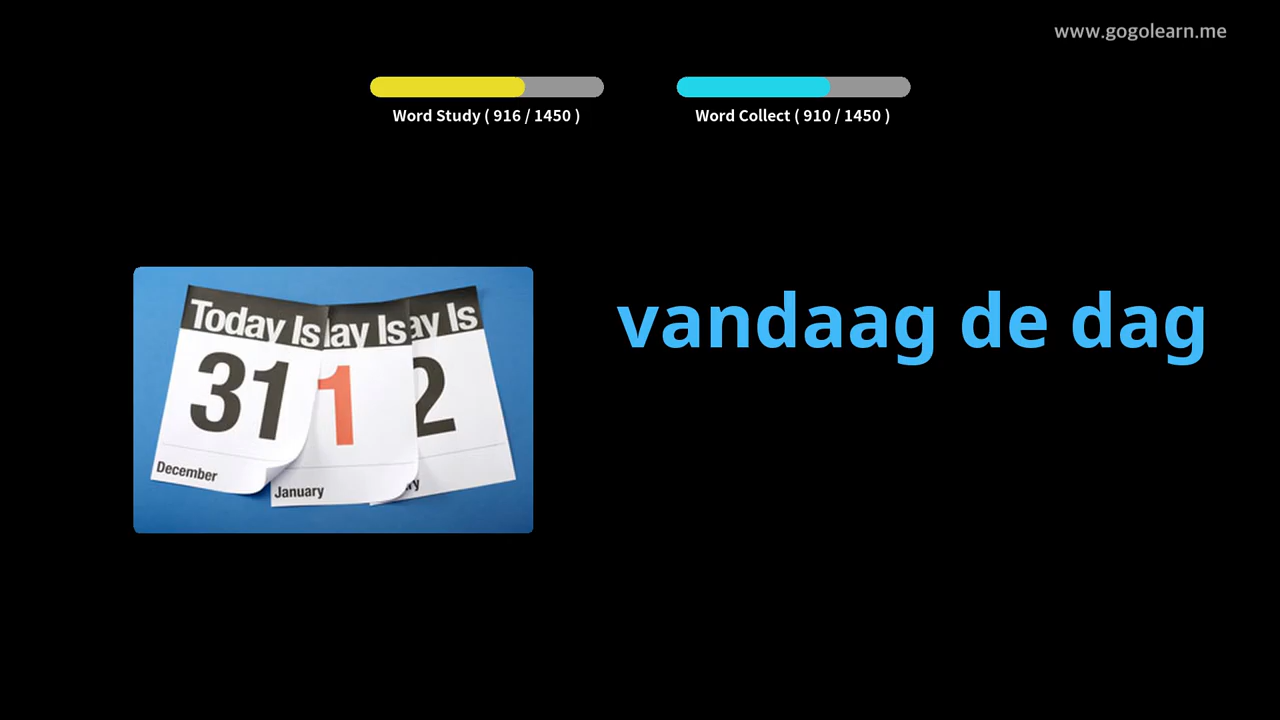 www.gogolearn.me
Word Study ( 916 / 1450 )
Word Collect ( 910 / 1450 )
vandaag de dag
Today Is
ay Is
ay Is
31
1
2
December
January
ry